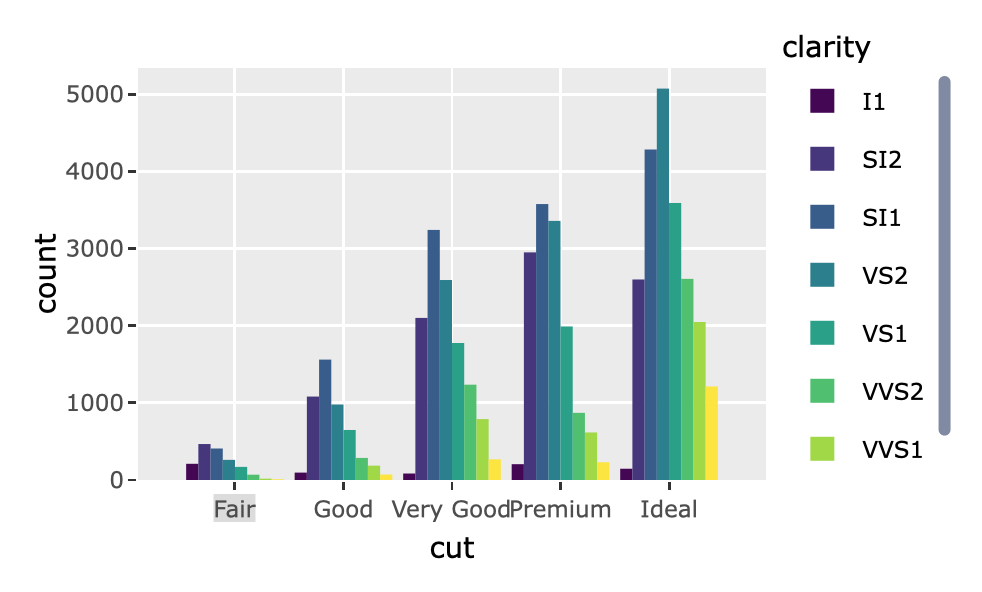 clarity
I1
SI2
SI1
VS2
VS1
VVS2
VVS1
5000
4000
3000
2000
1000
0
count
Fair Good Very Good Premium Ideal
cut